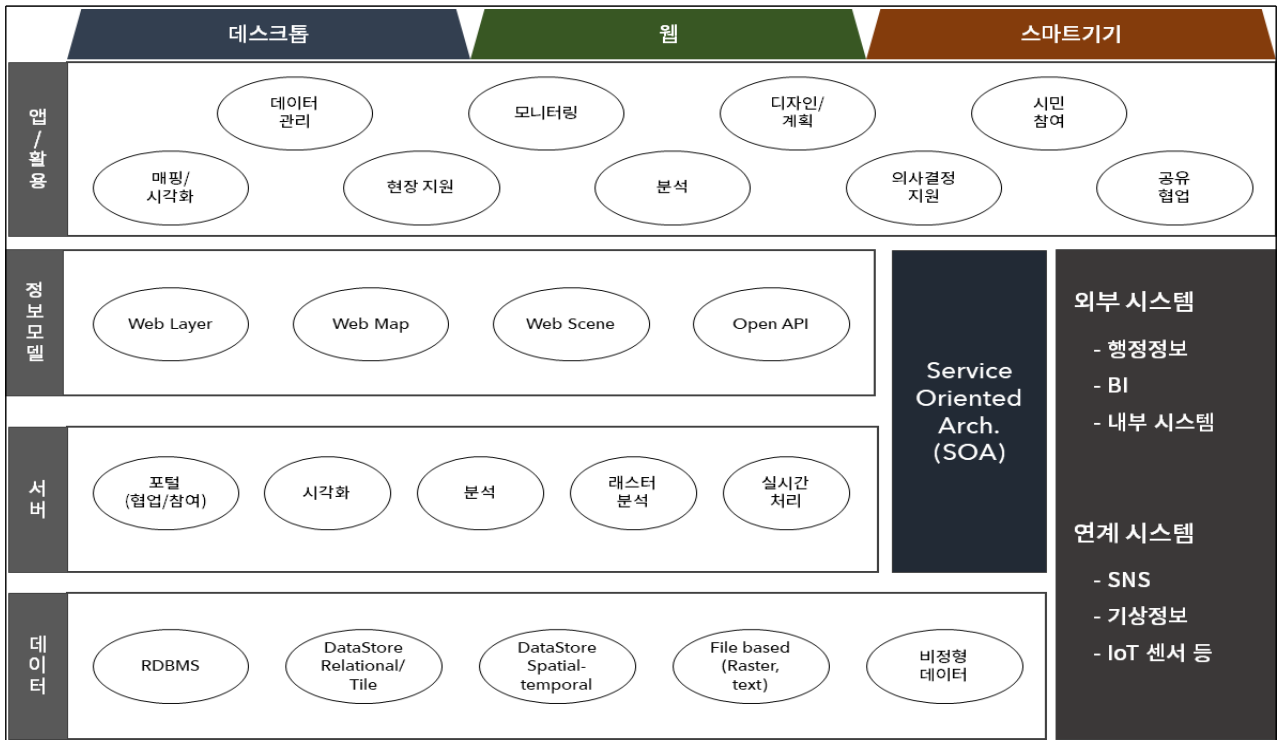 데스크톱
웹
스마트기기
앱/활용
데이터
관리
모니터링
디자인/
계획
시민
참여
매핑/
시각화
현장 지원
분석
의사결정
지원
공유
협업
정보모델
Web Layer
Web Map
Web Scene
Open API
Service
Oriented
Arch.
(SOA)
외부 시스템
- 행정정보
- BI
- 내부 시스템
서버
포털
(협업/참여)
시각화
분석
래스터
분석
실시간
처리
연계 시스템
- SNS
- 기상정보
- IoT 센서 등
데이터
RDBMS
DataStore
Relational/
Tile
DataStore
Spatial-
temporal
File based
(Raster,
text)
비정형
데이터